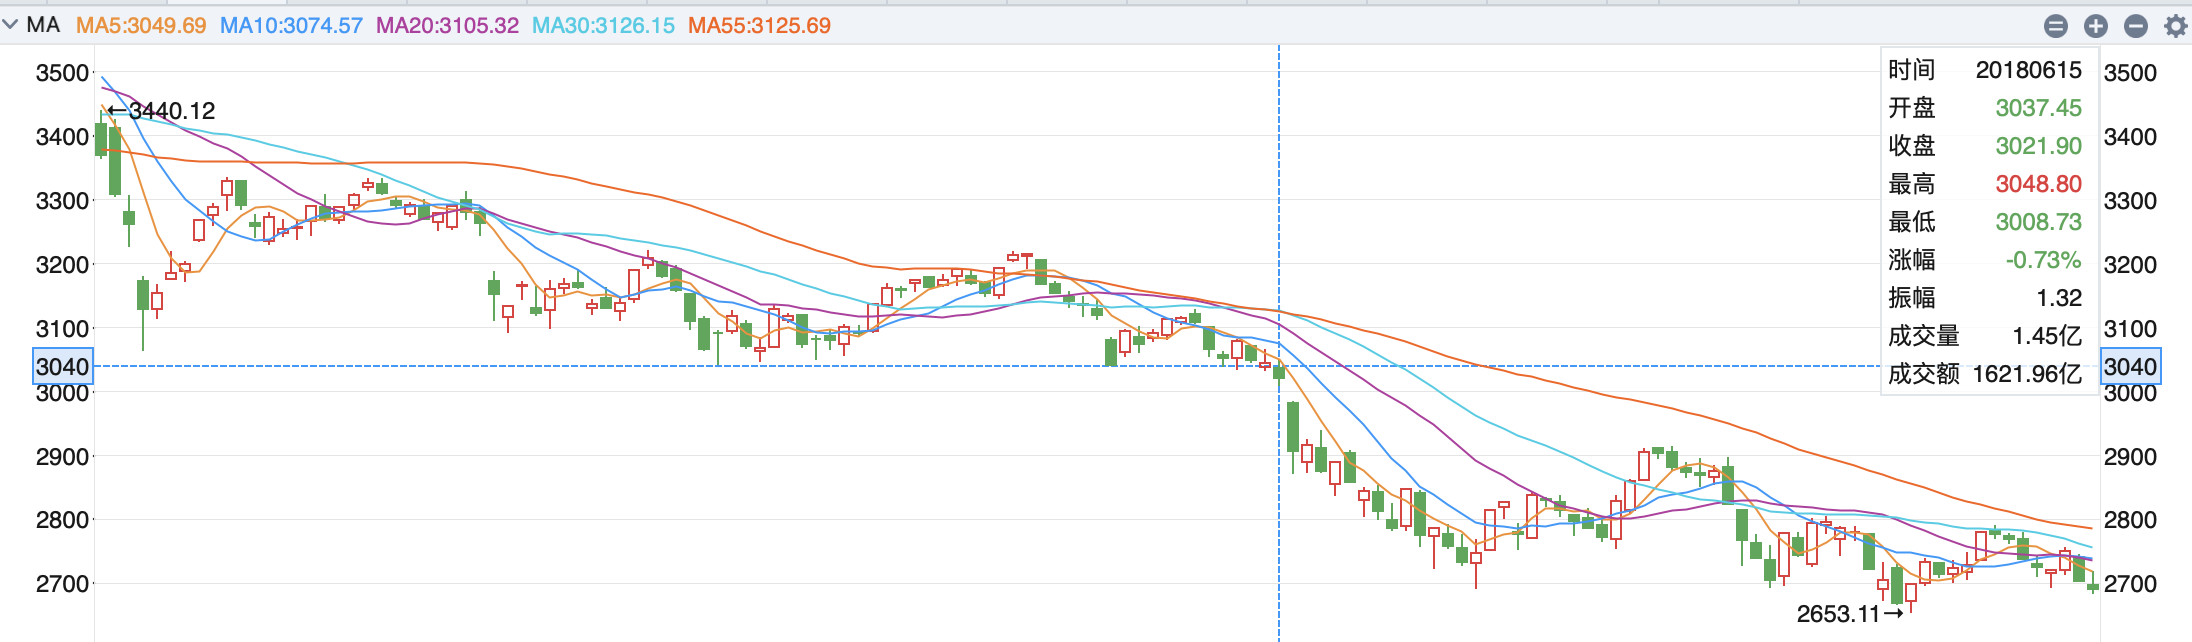 MA MA5:3049.69 MA10:3074.57 MA20:3105.32 MA30:3126.15 MA55:3125.69
3500 3500
←3440.12
3400 3400
3300 3300
3200 3200
3100 3100
3040 3040
3000 3000
2900 2900
2800 2800
2700 2700
2653.11→
时间 20180615
开盘 3037.45
收盘 3021.90
最高 3048.80
最低 3008.73
涨幅 -0.73%
振幅 1.32
成交量 1.45亿
成交额 1621.96亿